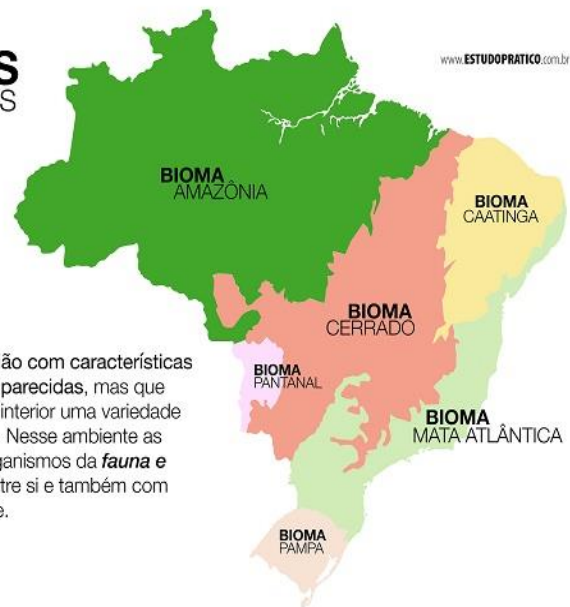 S
S
www.ESTUDOPRATICO.com.br
BIOMA
AMAZÔNIA
BIOMA
CAATINGA
BIOMA
CERRADO
BIOMA
PANTANAL
BIOMA
MATA ATLÂNTICA
BIOMA
PAMPA
ão com características
parecidas, mas que
interior uma variedade
. Nesse ambiente as
ganismos da fauna e
tre si e também com
e.